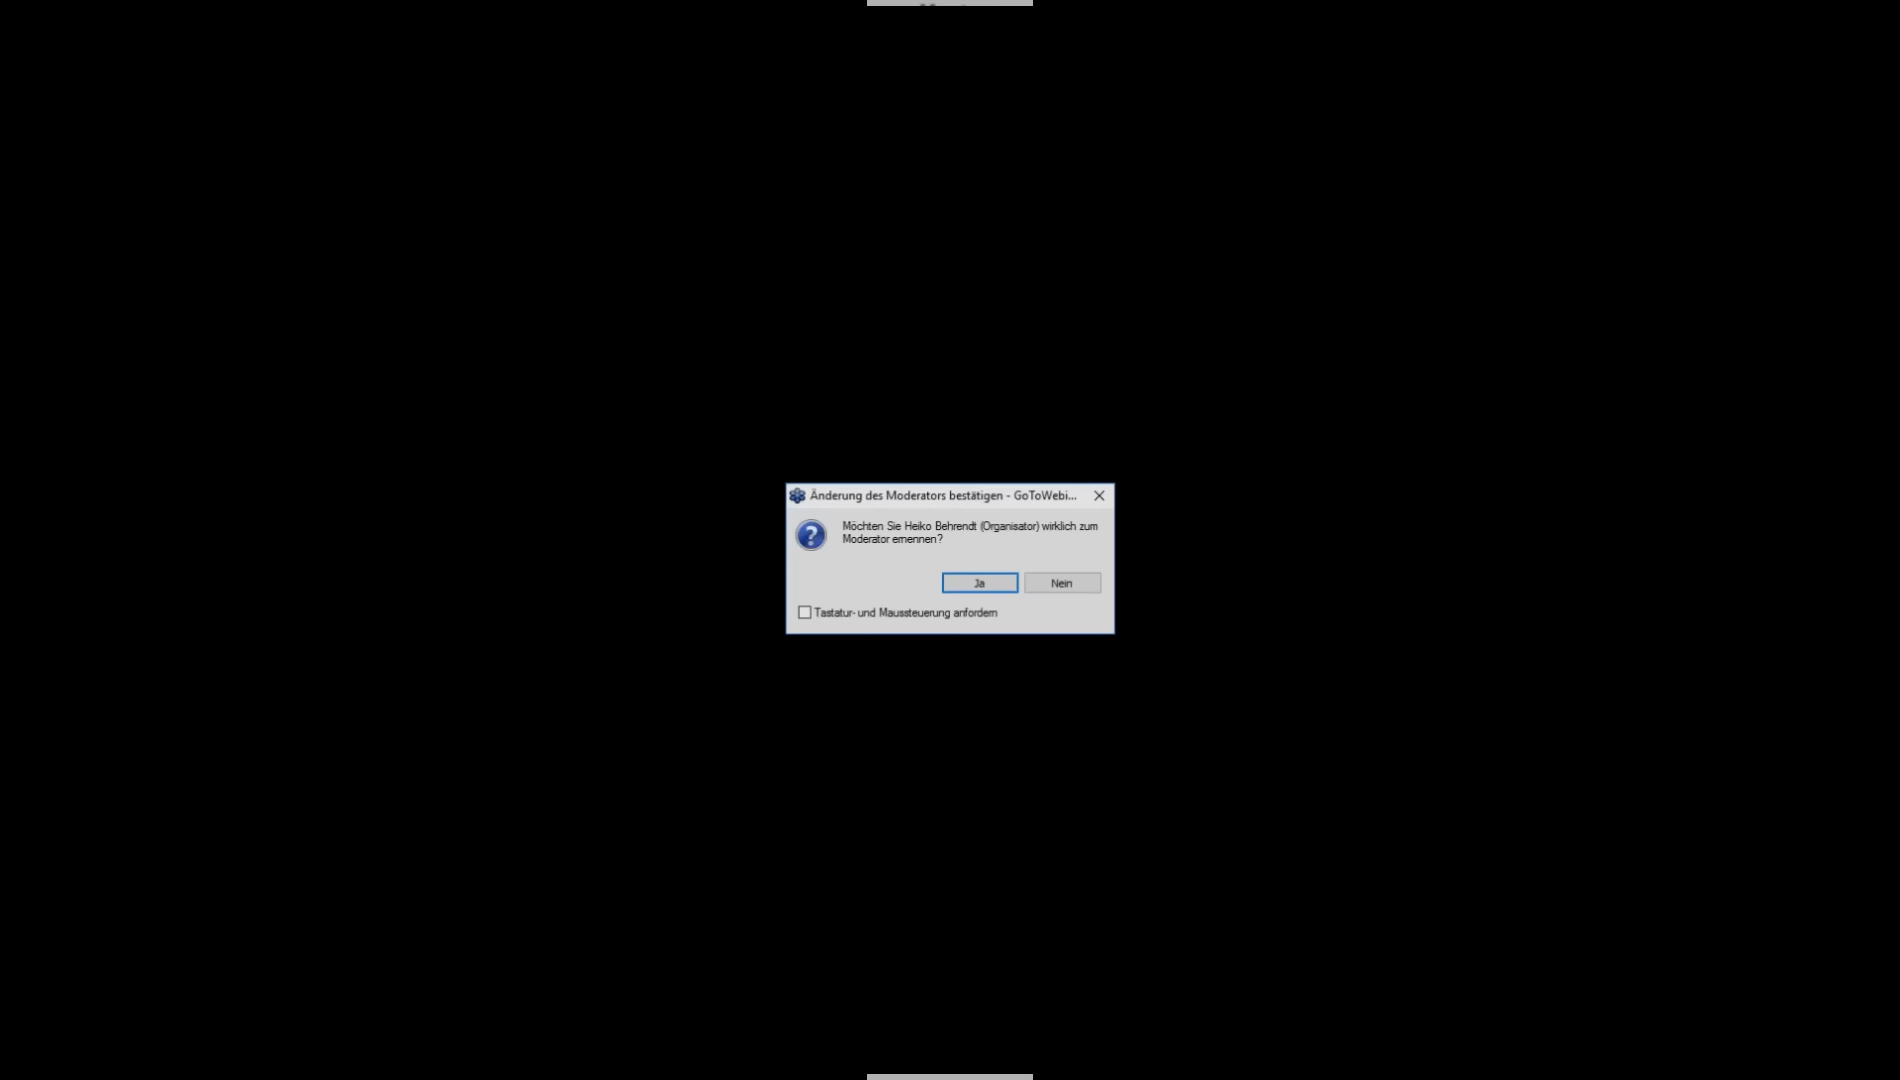 Änderung des Moderators bestätigen - GoToWebi...
Möchten Sie Heiko Behrendt (Organisator) wirklich zum
Moderator ernennen?
Ja
Nein
Tastatur- und Maussteuerung anfordern